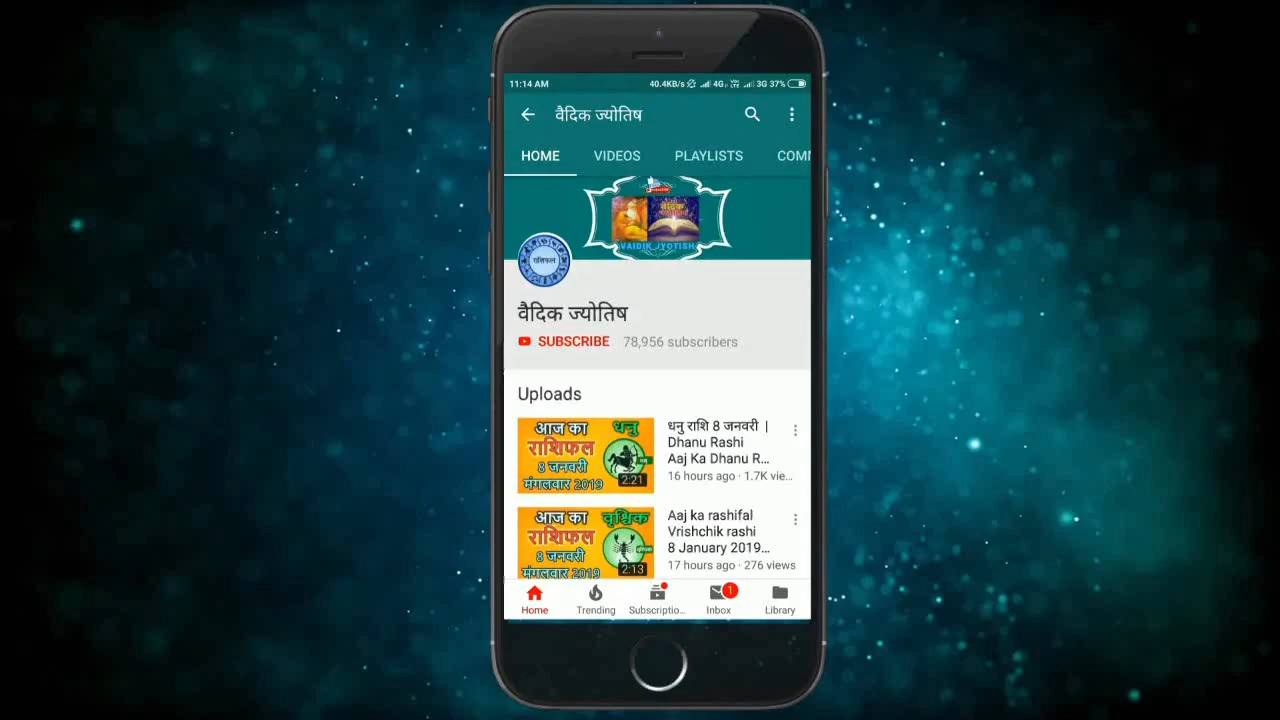 11:14 AM
40.4KB/s 4G VoLTE 3G 37%
वैदिक ज्योतिष
HOME VIDEOS PLAYLISTS COMM
वैदिक
VAIDIK JYOTISH
राशिफल
वैदिक ज्योतिष
SUBSCRIBE 78,956 subscribers
Uploads
आज का धनु
राशिफल
8 जनवरी
मंगलवार 2019
2:21
धनु राशि 8 जनवरी |
Dhanu Rashi
Aaj Ka Dhanu R...
16 hours ago · 1.7K vie...
आज का वृश्चिक
राशिफल
8 जनवरी
मंगलवार 2019
2:13
Aaj ka rashifal
Vrishchik rashi
8 January 2019...
17 hours ago · 276 views
1
Home Trending Subscriptio... Inbox Library